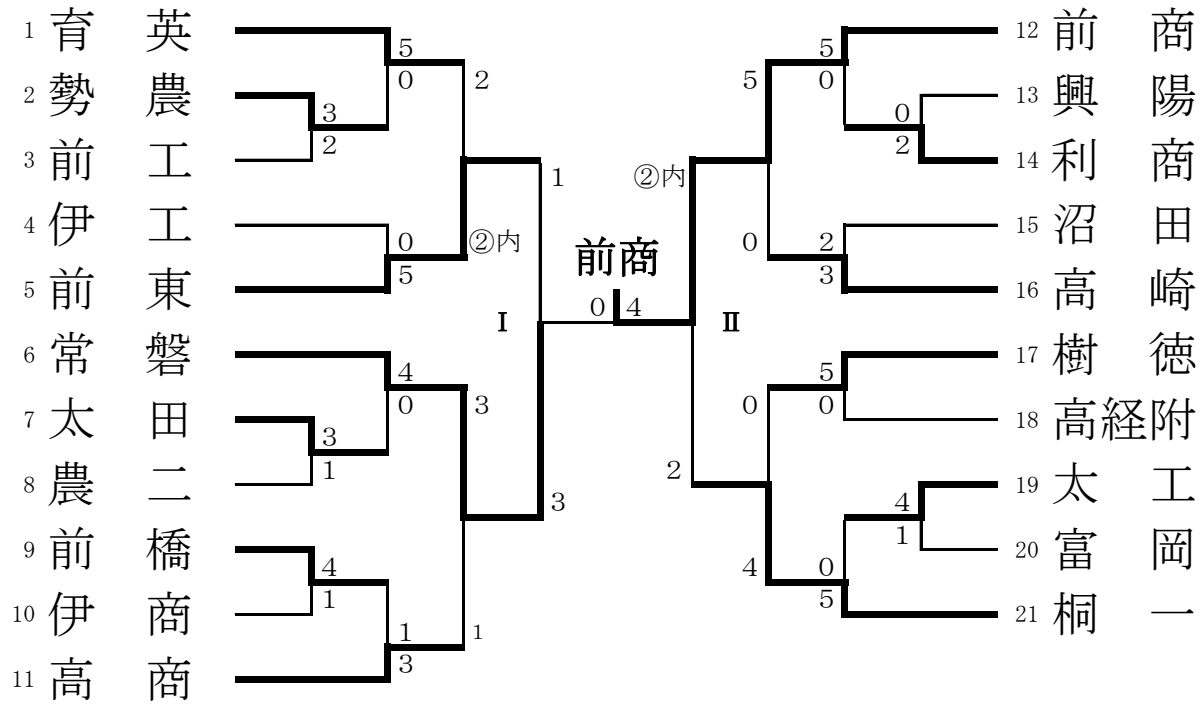 1 育 英
2 勢 農
3 前 工
4 伊 工
5 前 東
6 常 磐
7 太 田
8 農 二
9 前 橋
10 伊 商
11 高 商
5
0
3
2
2
0
5
②内
1
4
0
3
1
3
4
1
1
3
1
3
Ⅰ
前商
0 4
Ⅱ
②内
5
5
0
0
2
0
2
3
2
0
5
0
4
4
1
0
5
12 前 商
13 興 陽
14 利 商
15 沼 田
16 高 崎
17 樹 徳
18 高経附
19 太 工
20 富 岡
21 桐 一